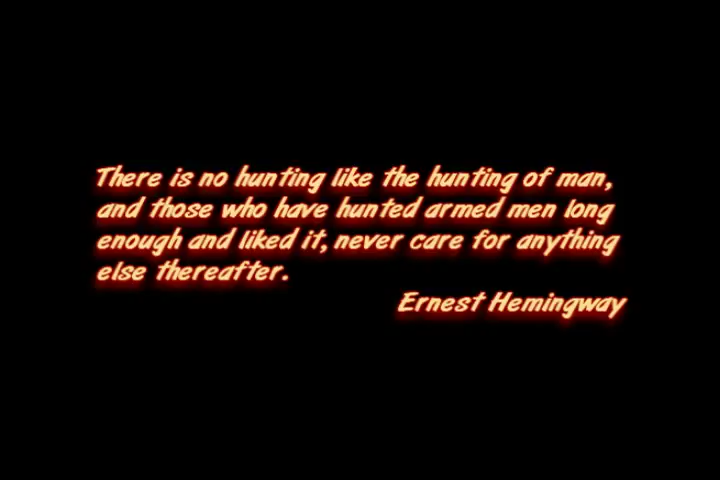 There is no hunting like the hunting of man,
and those who have hunted armed men long
enough and liked it, never care for anything
else thereafter.
Ernest Hemingway